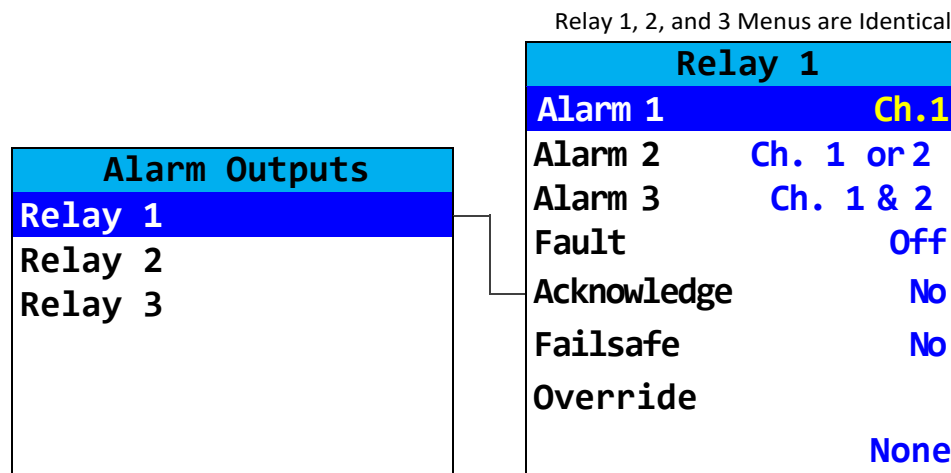 Relay 1, 2, and 3 Menus are Identical
Alarm Outputs
Relay 1
Relay 2
Relay 3
Relay 1
Alarm 1 Ch.1
Alarm 2 Ch. 1 or 2
Alarm 3 Ch. 1 & 2
Fault Off
Acknowledge No
Failsafe No
Override
None